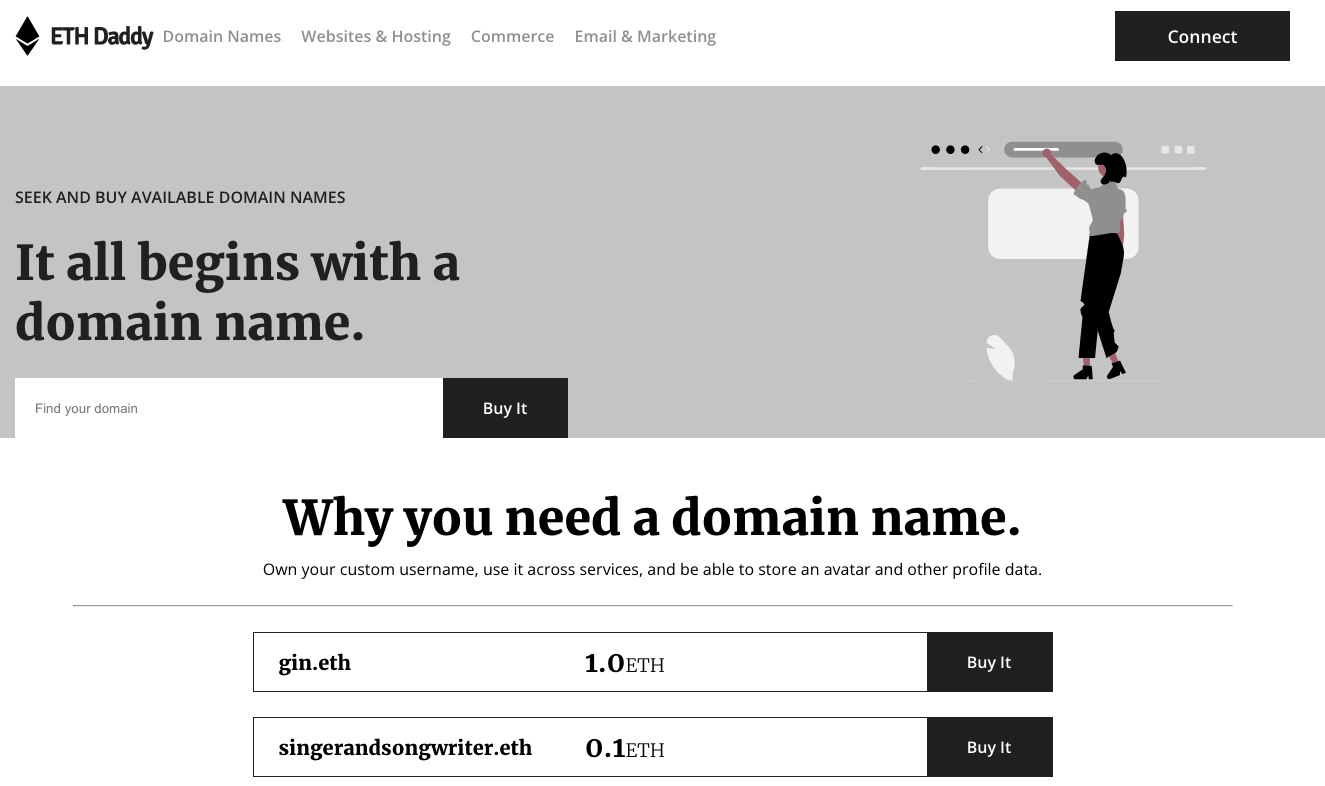 ETH Daddy Domain Names Websites & Hosting Commerce Email & Marketing Connect
SEEK AND BUY AVAILABLE DOMAIN NAMES
It all begins with a
domain name.
Find your domain Buy It
Why you need a domain name.
Own your custom username, use it across services, and be able to store an avatar and other profile data.
gin.eth 1.0ETH Buy It
singerandsongwriter.eth 0.1ETH Buy It